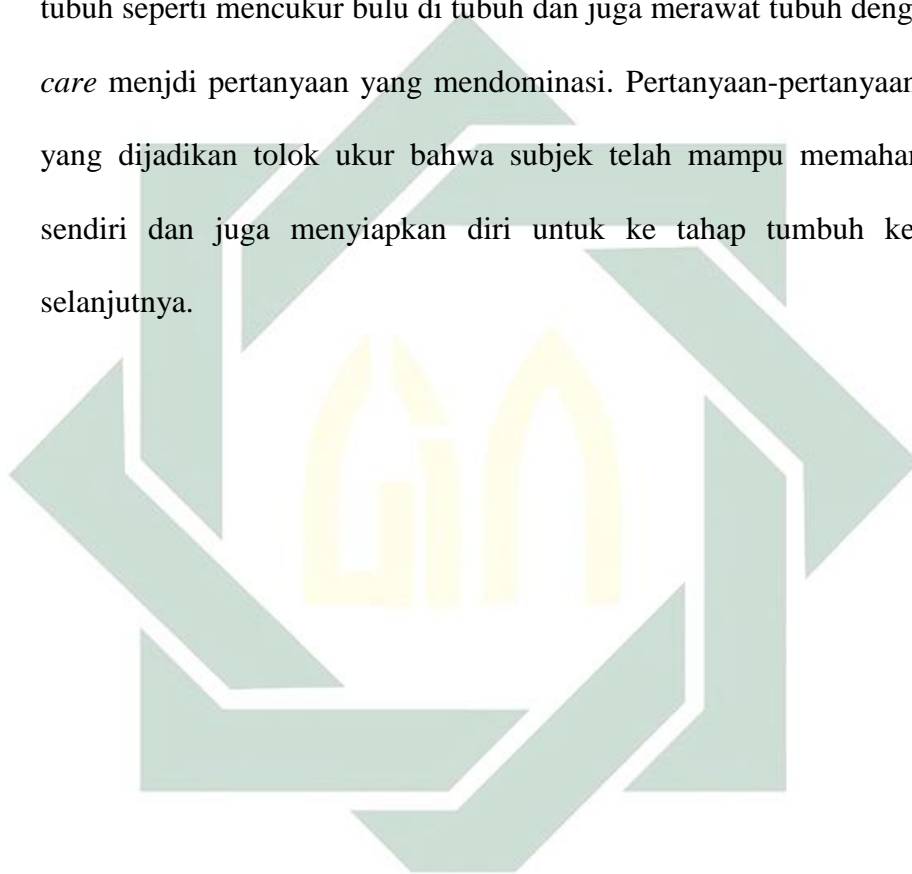 tubuh seperti mencukur bulu di tubuh dan juga merawat tubuh deng
care menjdi pertanyaan yang mendominasi. Pertanyaan-pertanyaan
yang dijadikan tolok ukur bahwa subjek telah mampu memahar
sendiri dan juga menyiapkan diri untuk ke tahap tumbuh ke
selanjutnya.